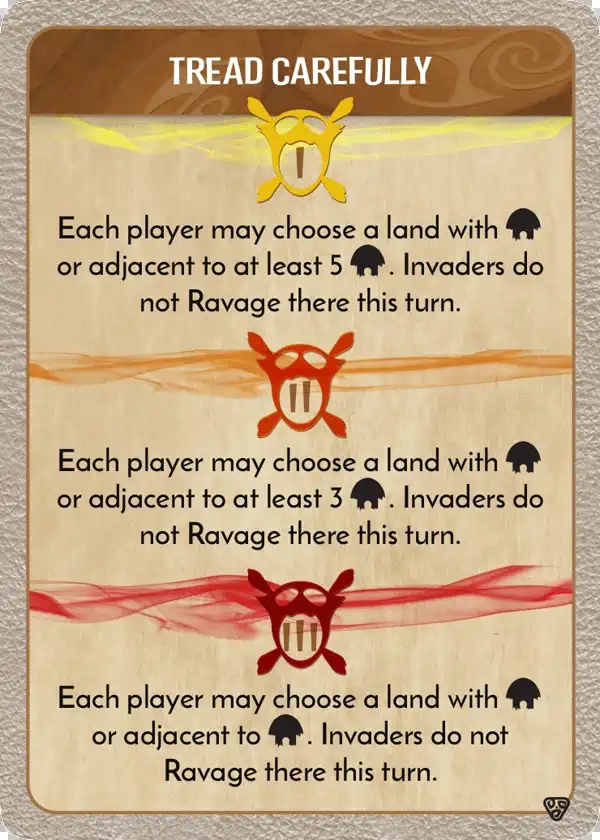 TREAD CAREFULLY
I
Each player may choose a land with
or adjacent to at least 5 . Invaders do
not Ravage there this turn.
II
Each player may choose a land with
or adjacent to at least 3 . Invaders do
not Ravage there this turn.
III
Each player may choose a land with
or adjacent to . Invaders do not
Ravage there this turn.